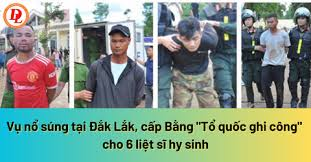 Vụ nổ súng tại Đắk Lắk, cấp Bằng "Tổ quốc ghi công"
cho 6 liệt sĩ hy sinh